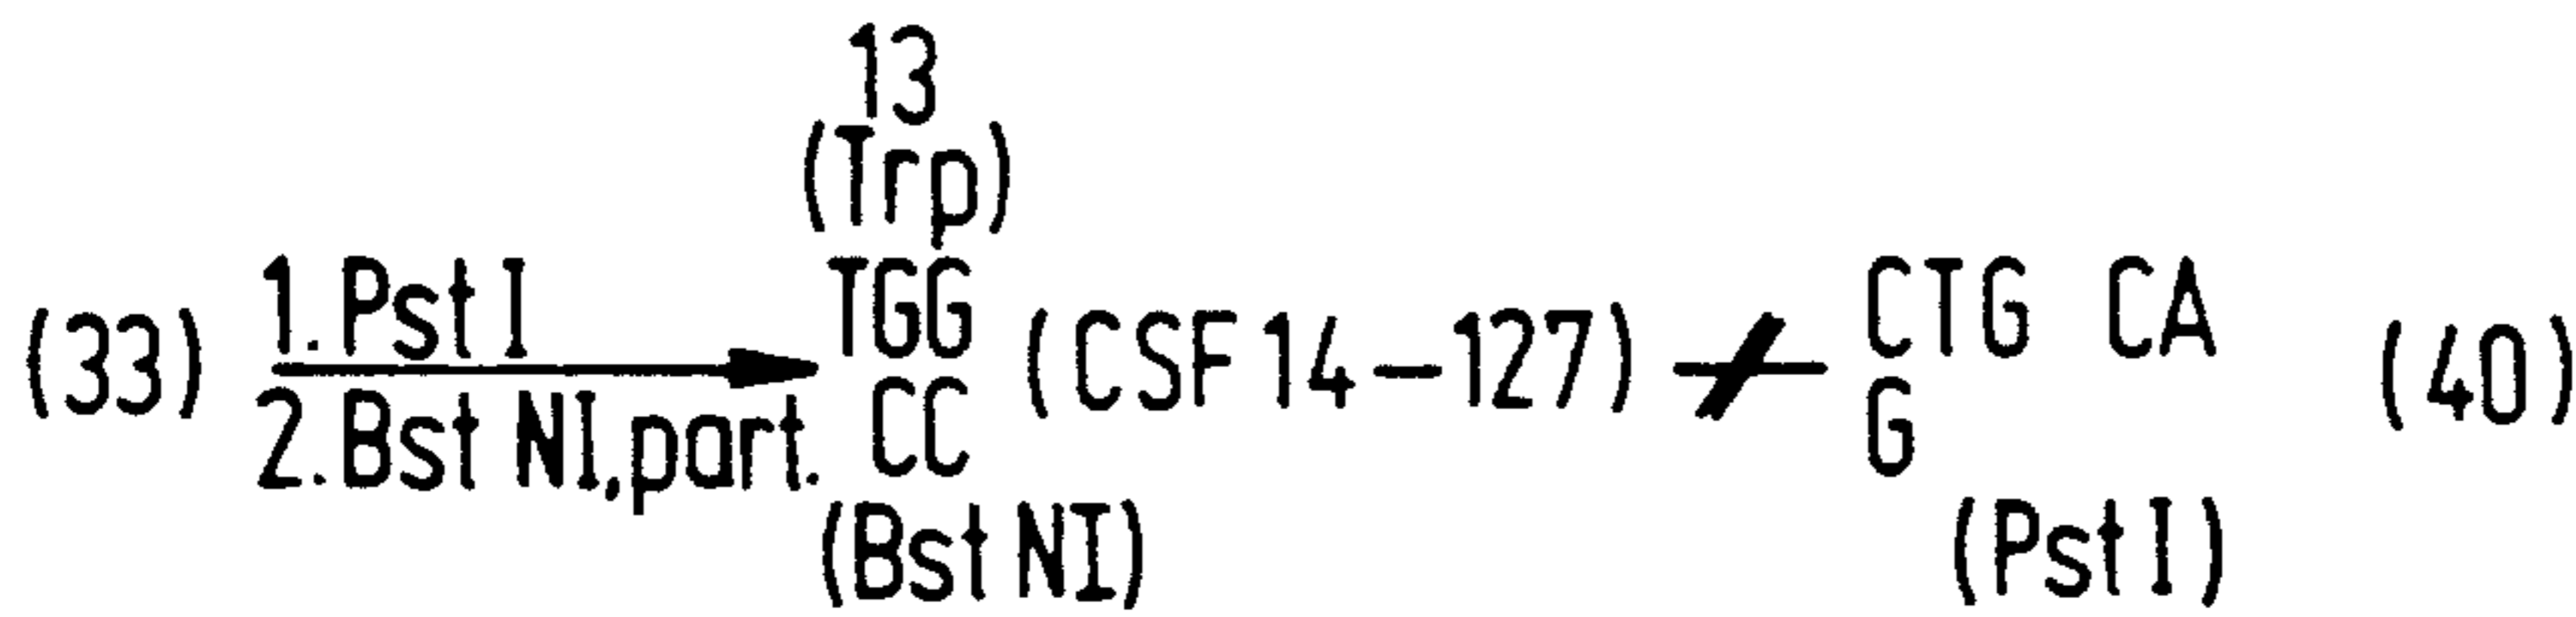 13
(Trp)
(33) 1. Pst I TGG (CSF 14-127) CTG CA (40)
2. Bst NI, part. CC G
(Bst NI) (Pst I)